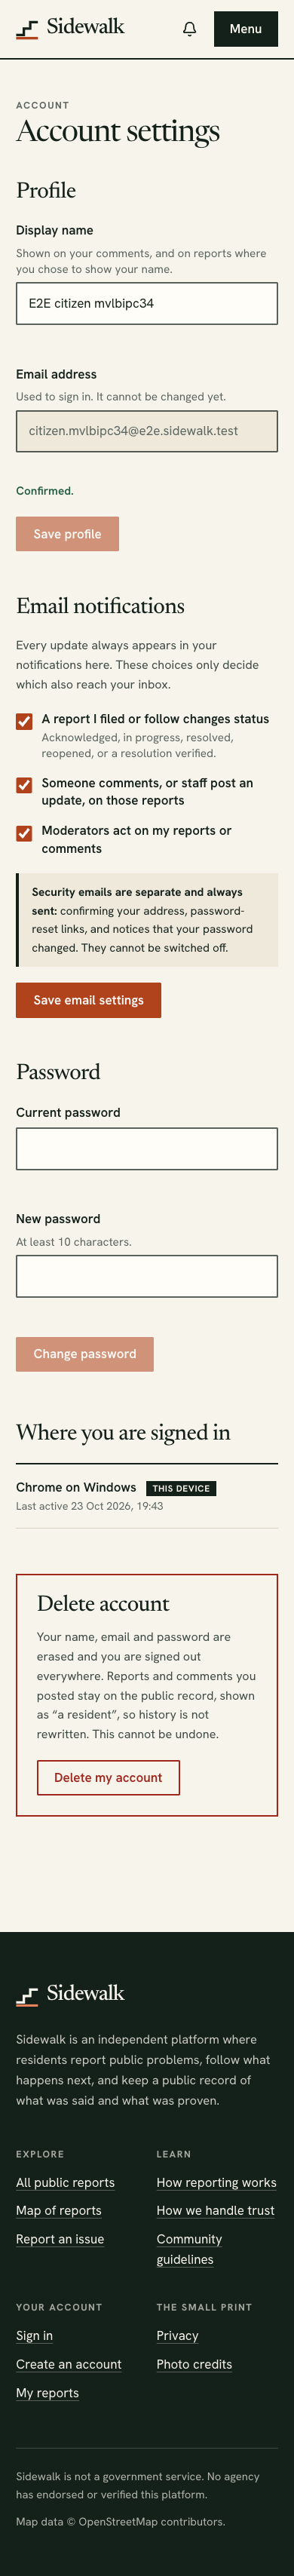 Sidewalk
Menu
ACCOUNT
Account settings
Profile
Display name
Shown on your comments, and on reports where
you chose to show your name.
E2E citizen mvlbipc34
Email address
Used to sign in. It cannot be changed yet.
citizen.mvlbipc34@e2e.sidewalk.test
Confirmed.
Save profile
Email notifications
Every update always appears in your
notifications here. These choices only decide
which also reach your inbox.
A report I filed or follow changes status
Acknowledged, in progress, resolved,
reopened, or a resolution verified.
Someone comments, or staff post an
update, on those reports
Moderators act on my reports or
comments
Security emails are separate and always
sent: confirming your address, password-
reset links, and notices that your password
changed. They cannot be switched off.
Save email settings
Password
Current password
New password
At least 10 characters.
Change password
Where you are signed in
Chrome on Windows THIS DEVICE
Last active 23 Oct 2026, 19:43
Delete account
Your name, email and password are
erased and you are signed out
everywhere. Reports and comments you
posted stay on the public record, shown
as “a resident”, so history is not
rewritten. This cannot be undone.
Delete my account
Sidewalk
Sidewalk is an independent platform where
residents report public problems, follow what
happens next, and keep a public record of
what was said and what was proven.
EXPLORE
All public reports
Map of reports
Report an issue
LEARN
How reporting works
How we handle trust
Community
guidelines
YOUR ACCOUNT
Sign in
Create an account
My reports
THE SMALL PRINT
Privacy
Photo credits
Sidewalk is not a government service. No agency
has endorsed or verified this platform.
Map data © OpenStreetMap contributors.